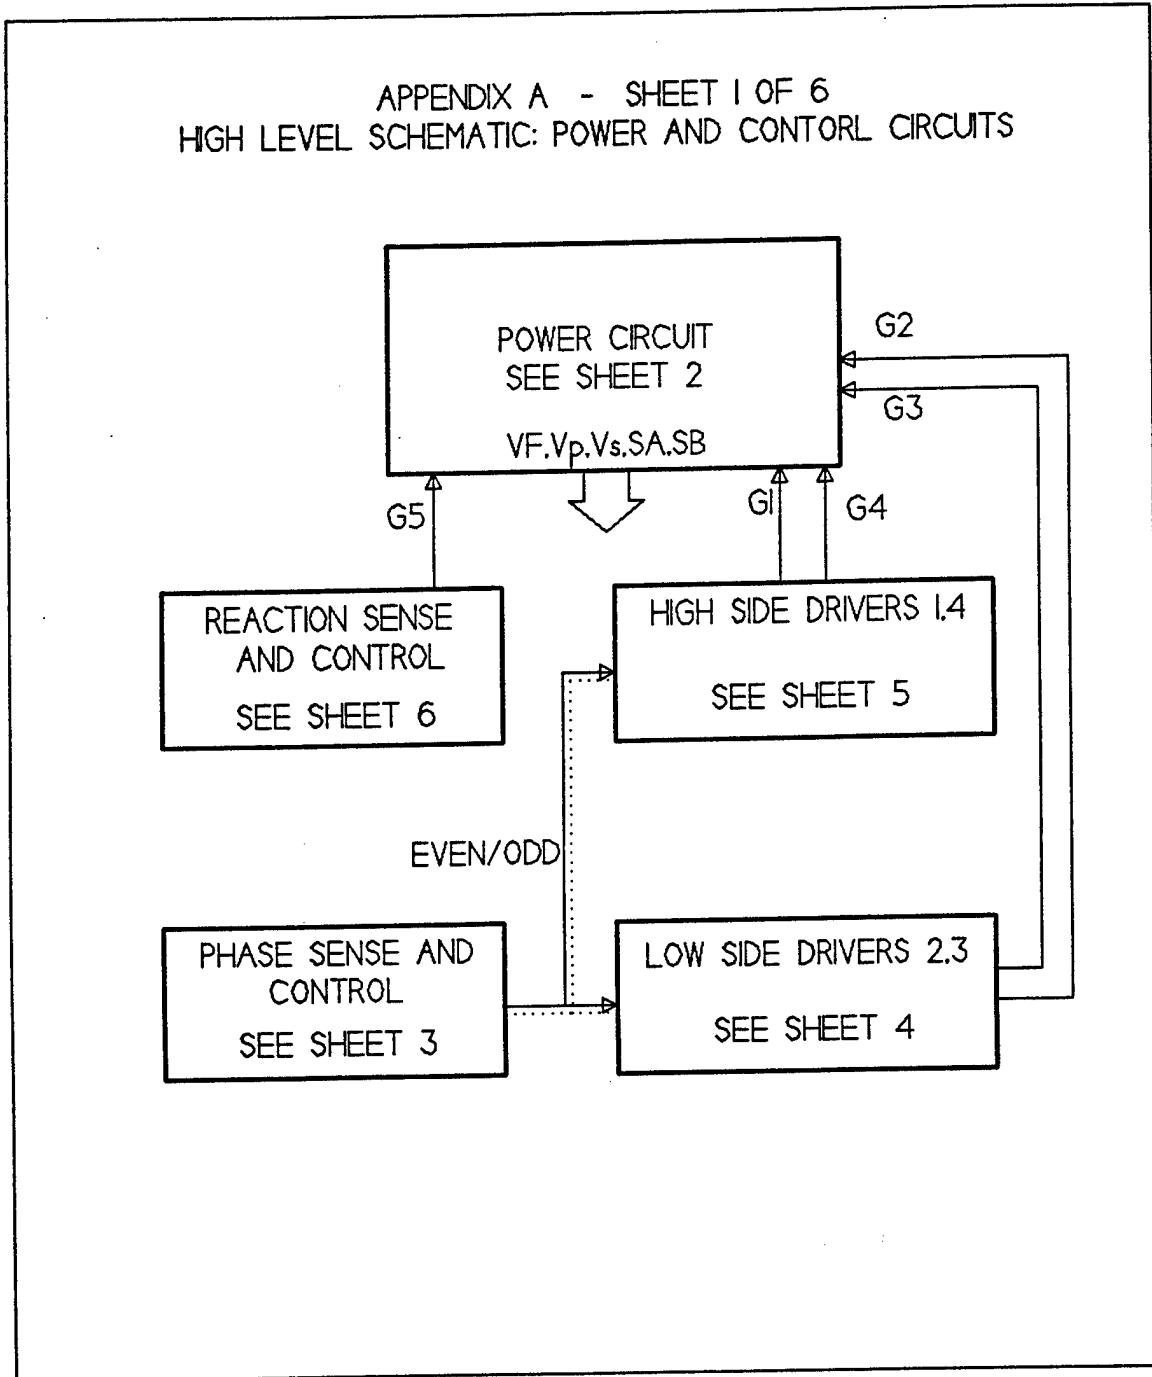 APPENDIX A - SHEET 1 OF 6
HIGH LEVEL SCHEMATIC: POWER AND CONTORL CIRCUITS
POWER CIRCUIT
SEE SHEET 2
VF.Vp.Vs.SA.SB
G2
G3
G5
G1
G4
REACTION SENSE
AND CONTROL
SEE SHEET 6
HIGH SIDE DRIVERS 1.4
SEE SHEET 5
EVEN/ODD
PHASE SENSE AND
CONTROL
SEE SHEET 3
LOW SIDE DRIVERS 2.3
SEE SHEET 4